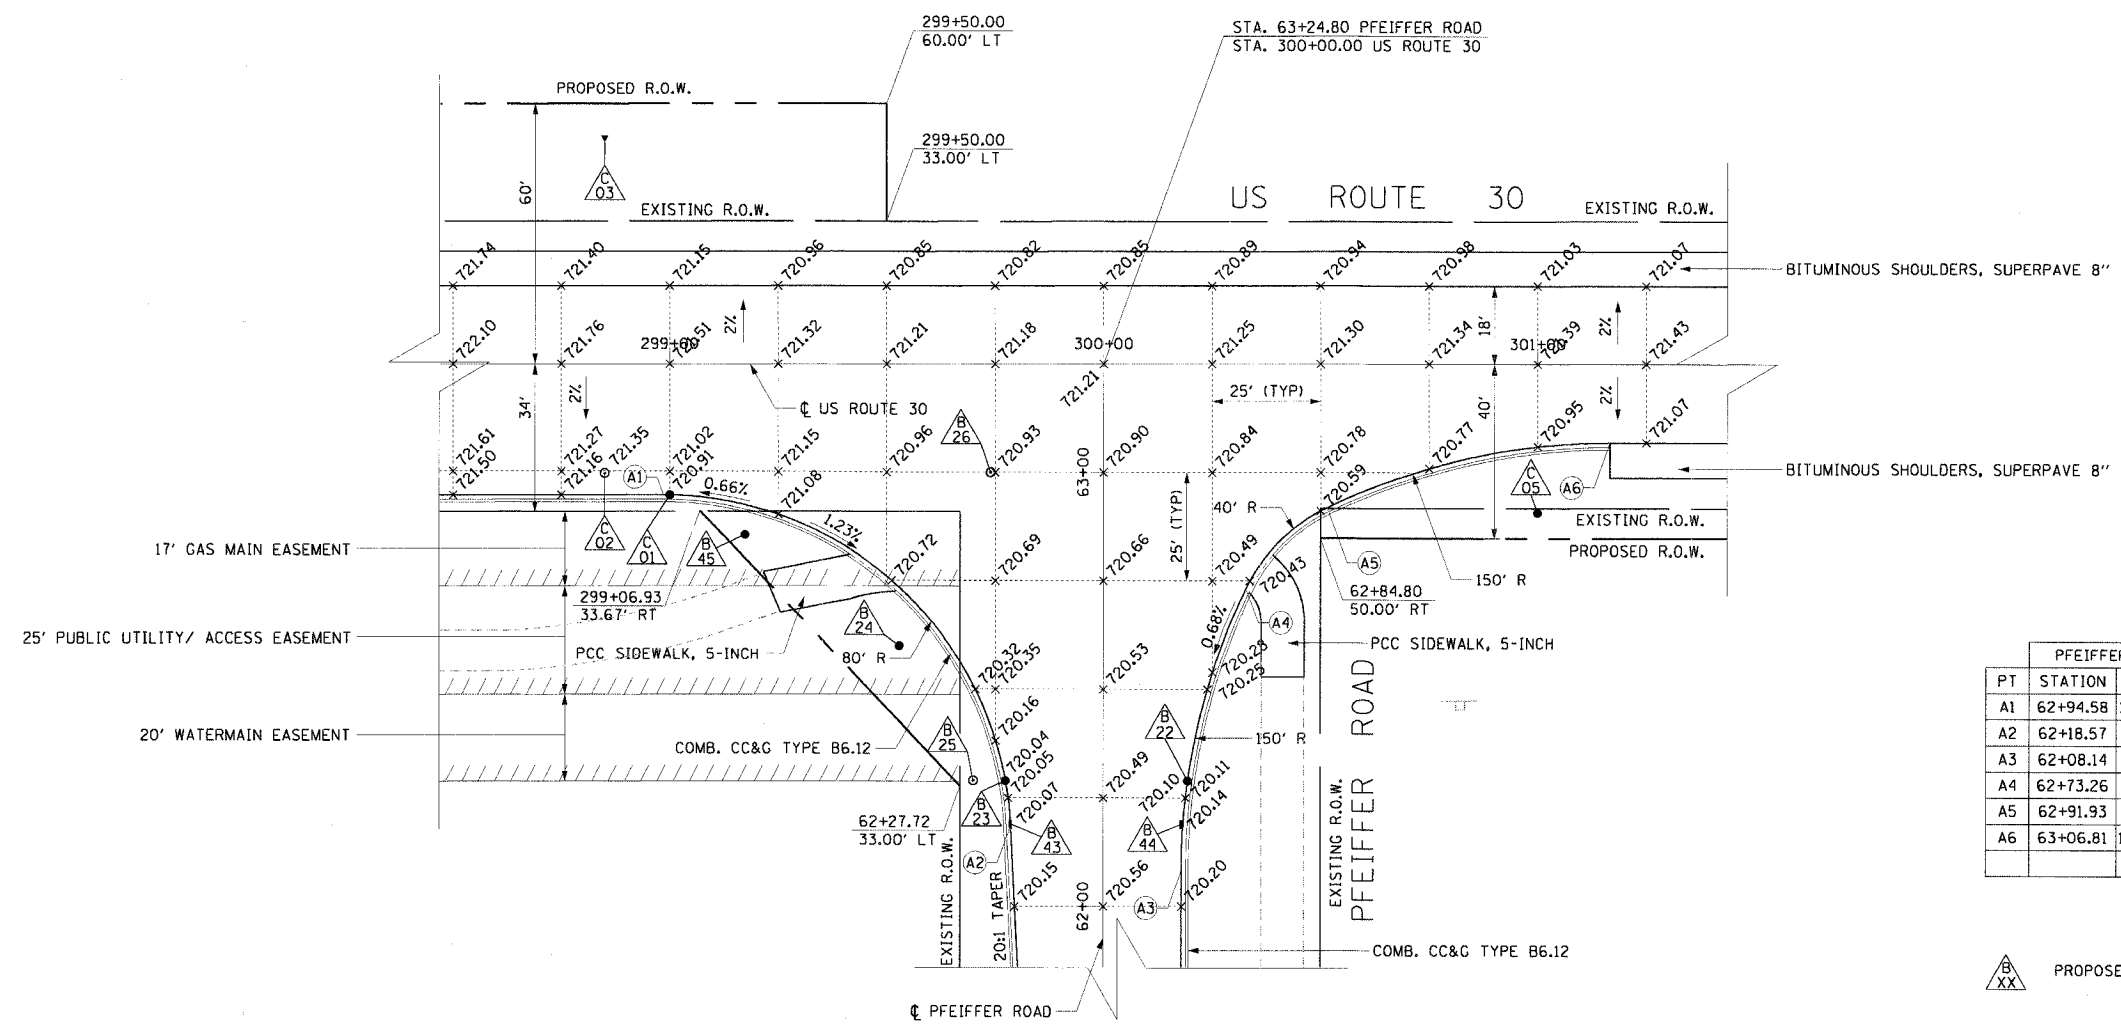 299+50.00
60.00' LT
STA. 63+24.80 PFEIFFER ROAD
STA. 300+00.00 US ROUTE 30
PROPOSED R.O.W.
299+50.00
33.00' LT
C
03
60'
EXISTING R.O.W.
US ROUTE 30
EXISTING R.O.W.
721.74
721.40
721.15
720.96
720.85
720.82
720.85
720.89
720.94
720.98
721.03
721.07
BITUMINOUS SHOULDERS, SUPERPAVE 8"
2%
18'
2%
722.10
721.76
299+00
721.32
721.21
721.18
300+00
721.25
721.30
721.34
301+00
721.43
721.21
34'
2%
℄ US ROUTE 30
25' (TYP)
40'
2%
B
26
721.61
721.50
721.27
721.16
721.35
721.02
720.91
721.15
720.96
720.93
720.90
720.84
720.78
720.77
720.95
721.07
BITUMINOUS SHOULDERS, SUPERPAVE 8"
A1
0.66%
721.08
63+00
720.59
C
05
A6
25' (TYP)
40' R
EXISTING R.O.W.
PROPOSED R.O.W.
1.23%
17' GAS MAIN EASEMENT
C
02
C
01
B
45
720.72
720.69
720.66
720.49
720.43
A5
150' R
299+06.93
33.67' RT
62+84.80
50.00' RT
B
24
A4
0.68%
25' PUBLIC UTILITY/ ACCESS EASEMENT
PCC SIDEWALK, 5-INCH
80' R
PCC SIDEWALK, 5-INCH
720.32
720.35
720.53
720.28
720.25
PFEIFFER
PT STATION
A1 62+94.58
A2 62+18.57
A3 62+08.14
A4 62+73.26
A5 62+91.93
A6 63+06.81
20' WATERMAIN EASEMENT
COMB. CC&G TYPE B6.12
B
25
720.16
B
22
150' R
720.04
720.05
720.49
720.10
720.11
720.07
720.14
B
23
62+27.72
33.00' LT
B
43
B
44
EXISTING R.O.W.
PFEIFFER ROAD
A2
720.15
62+00
720.56
A3
720.20
EXISTING R.O.W.
20:1 TAPER
COMB. CC&G TYPE B6.12
℄ PFEIFFER ROAD
B
XX
PROPOSE